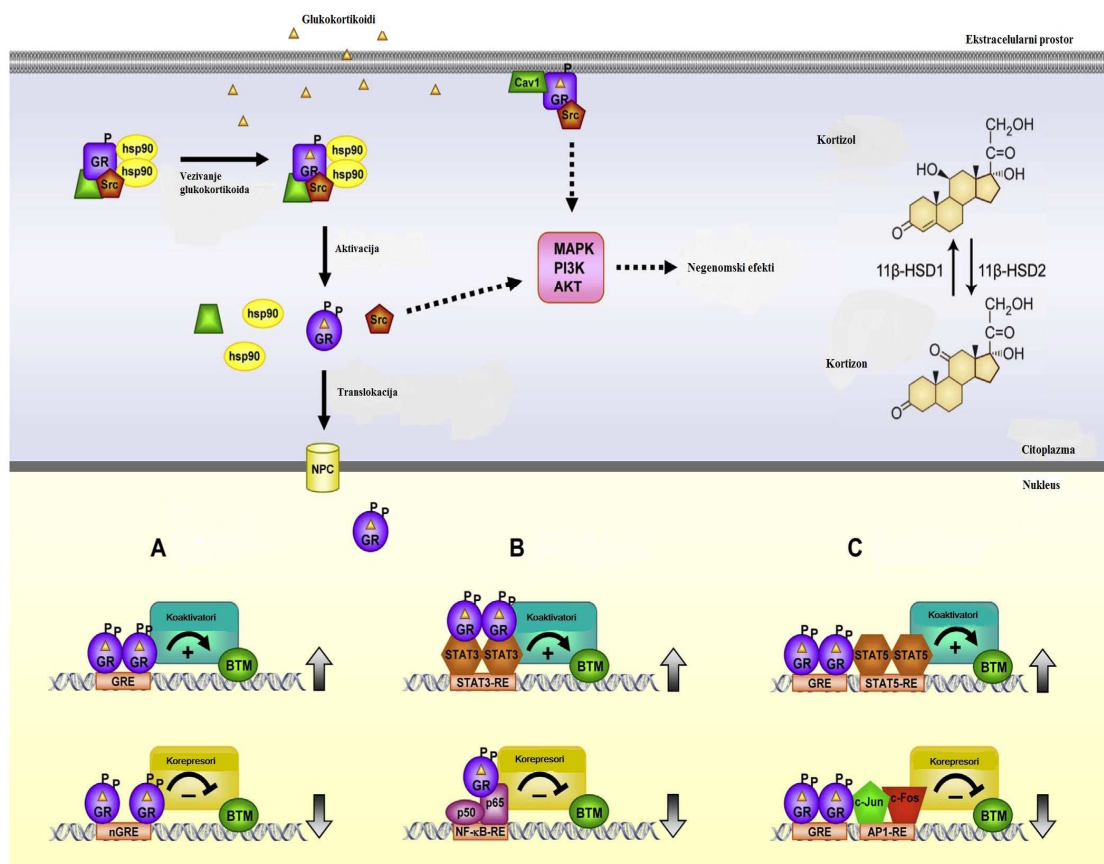 Glukokortikoidi
Ekstracelularni prostor
P
Cav1
GR
Src
P
GR
hsp90
hsp90
Src
Vezivanje
glukokortikoida
P
GR
hsp90
hsp90
Src
Kortizol
CH₂OH
C=O
HO
OH
O
11β-HSD1
11β-HSD2
CH₂OH
C=O
O
OH
O
Kortizon
Aktivacija
MAPK
PI3K
AKT
Negenomski efekti
hsp90
hsp90
P P
GR
Src
Translokacija
Citoplazma
NPC
Nukleus
P P
GR
A
B
C
P P
GR
P P
GR
GRE
Koaktivatori
+
BTM
P P
GR
P P
GR
STAT3
STAT3
STAT3-RE
Koaktivatori
+
BTM
P P
GR
P P
GR
GRE
STAT5
STAT5
STAT5-RE
Koaktivatori
+
BTM
P P
GR
P P
GR
nGRE
Korepresori
−
BTM
P P
GR
p50
p65
NF-κB-RE
Korepresori
−
BTM
P P
GR
P P
GR
GRE
c-Jun
c-Fos
AP1-RE
Korepresori
−
BTM